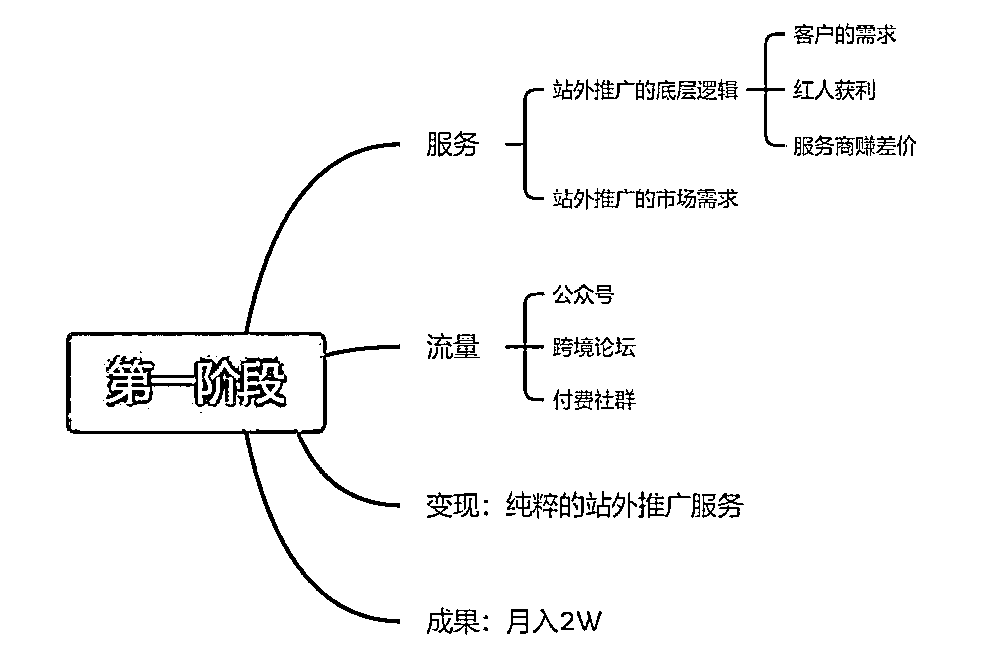 第一阶段
服务
站外推广的底层逻辑
客户的需求
红人获利
服务商赚差价
站外推广的市场需求
流量
公众号
跨境论坛
付费社群
变现：纯粹的站外推广服务
成果：月入2W